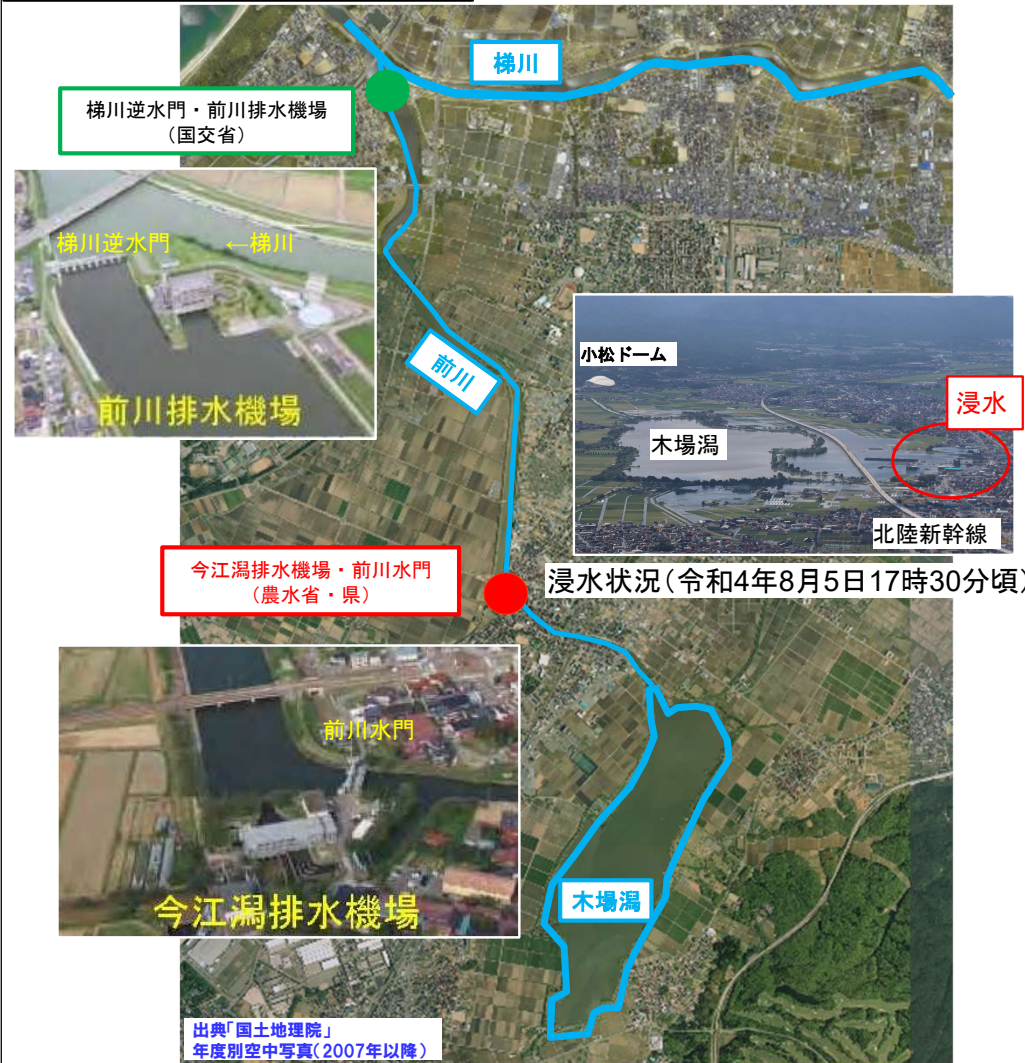 梯川
梯川逆水門・前川排水機場
(国交省)
梯川逆水門 ←梯川
前川排水機場
前川
小松ドーム
浸水
木場潟
北陸新幹線
浸水状況(令和4年8月5日17時30分頃)
今江潟排水機場・前川水門
(農水省・県)
前川水門
今江潟排水機場
木場潟
出典「国土地理院」
年度別空中写真(2007年以降)